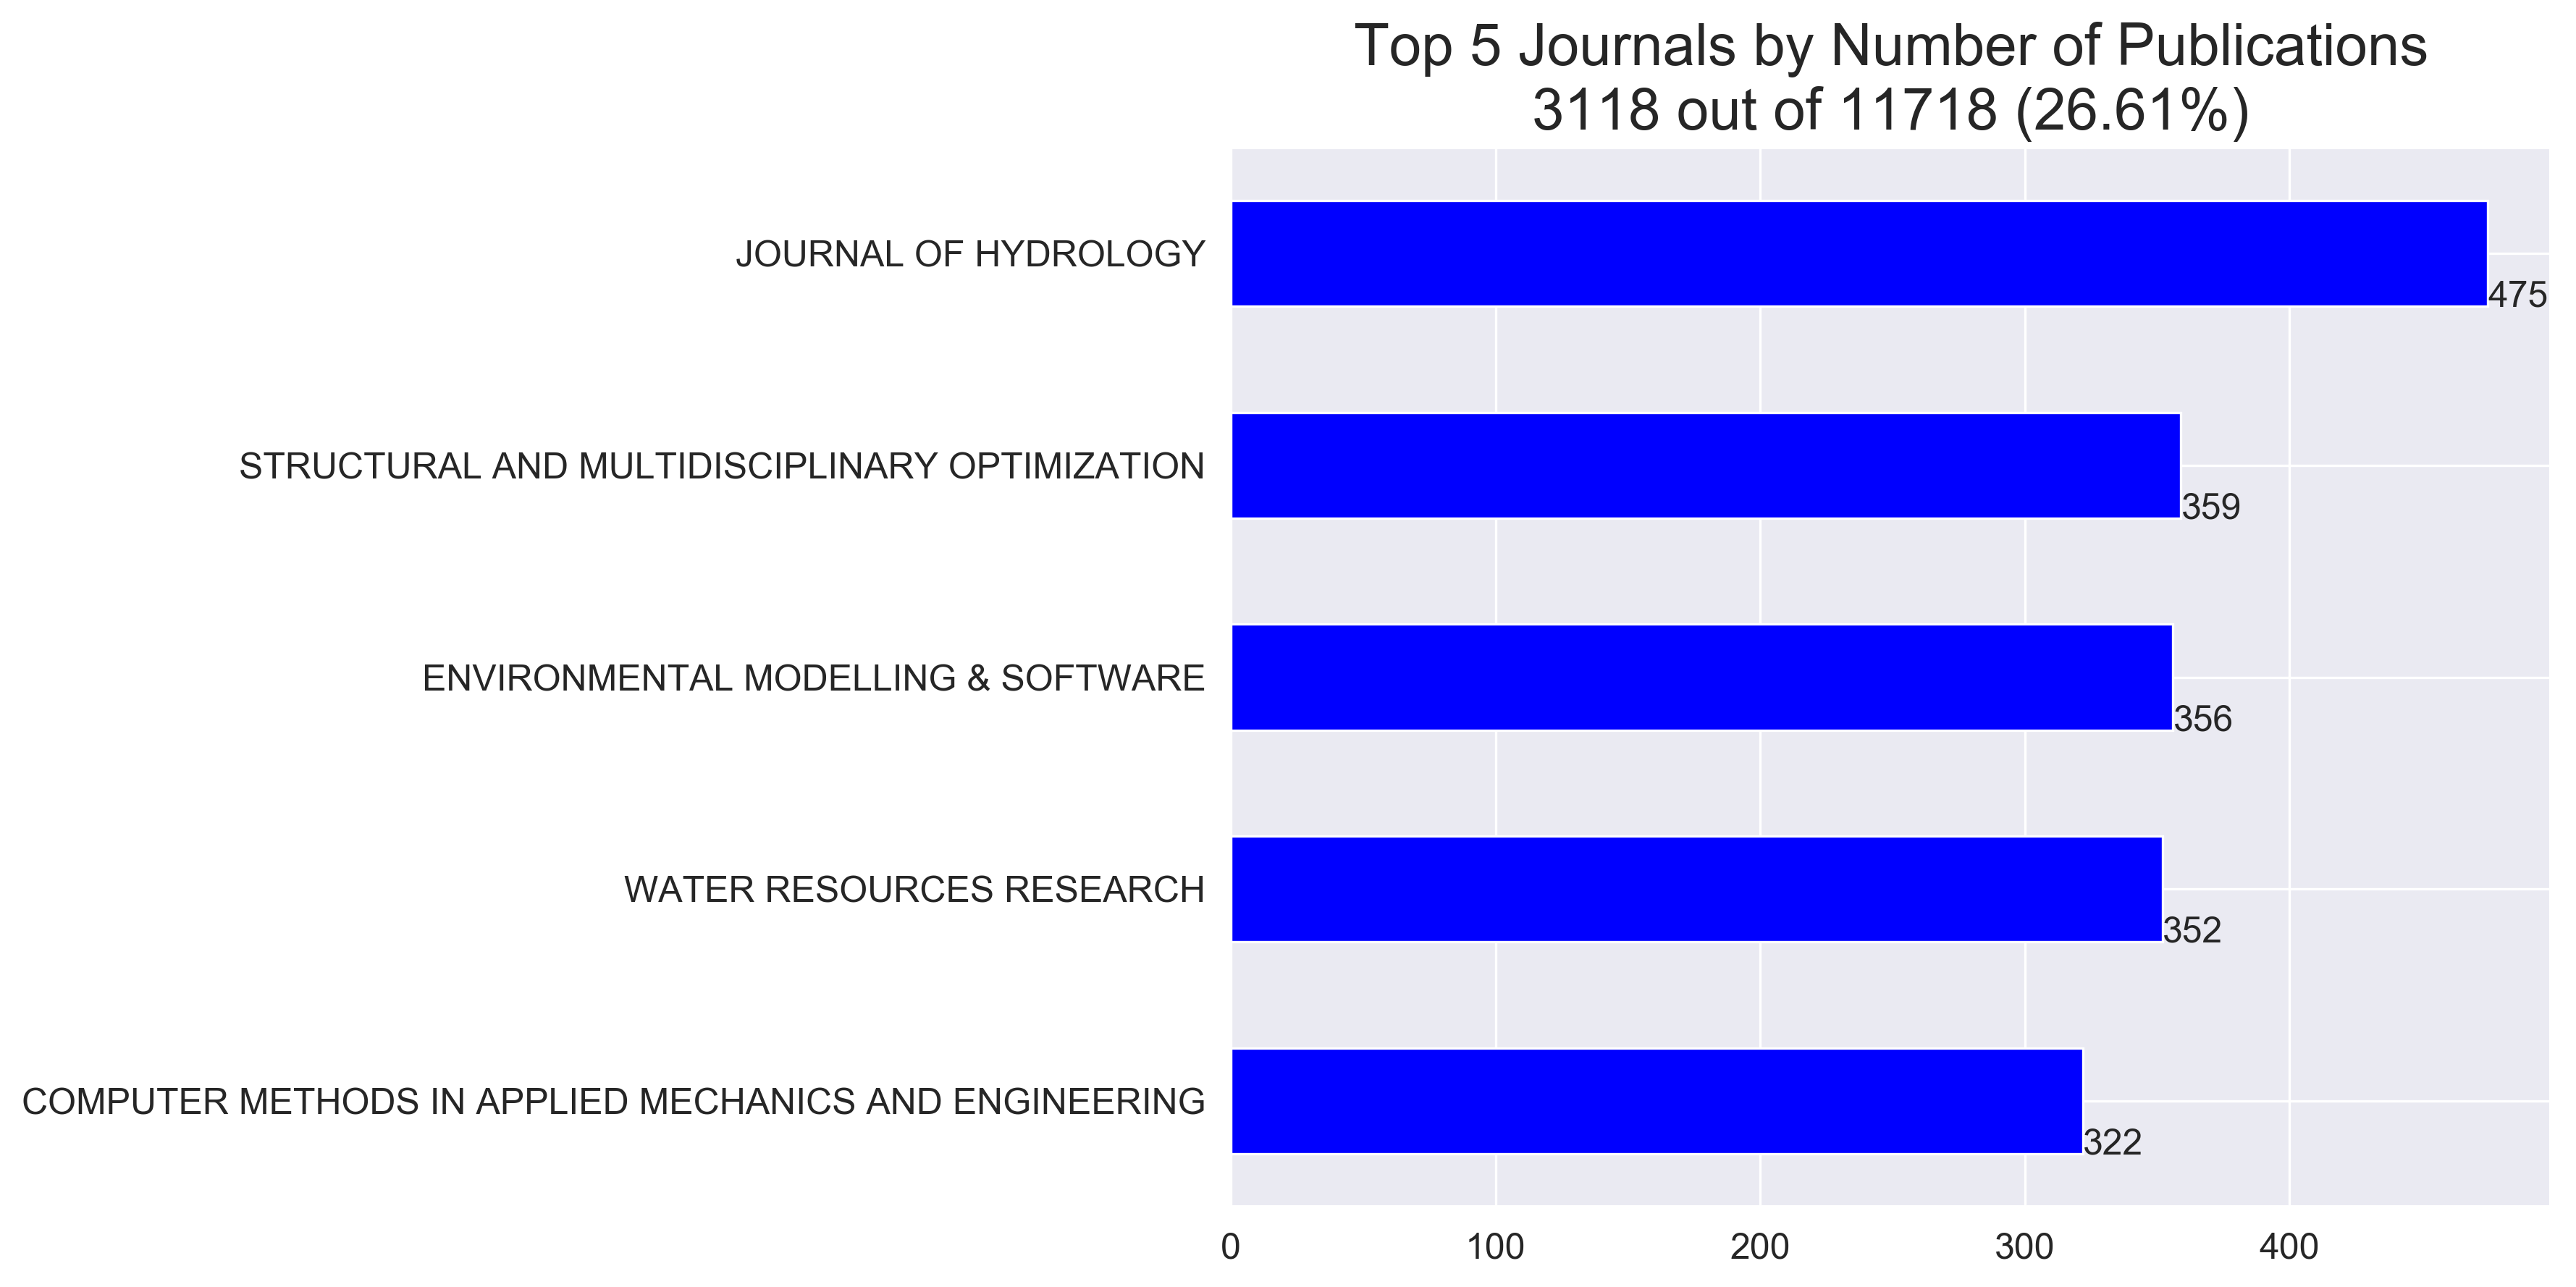 Top 5 Journals by Number of Publications
3118 out of 11718 (26.61%)
JOURNAL OF HYDROLOGY
475
STRUCTURAL AND MULTIDISCIPLINARY OPTIMIZATION
359
ENVIRONMENTAL MODELLING & SOFTWARE
356
WATER RESOURCES RESEARCH
352
COMPUTER METHODS IN APPLIED MECHANICS AND ENGINEERING
322
0 100 200 300 400